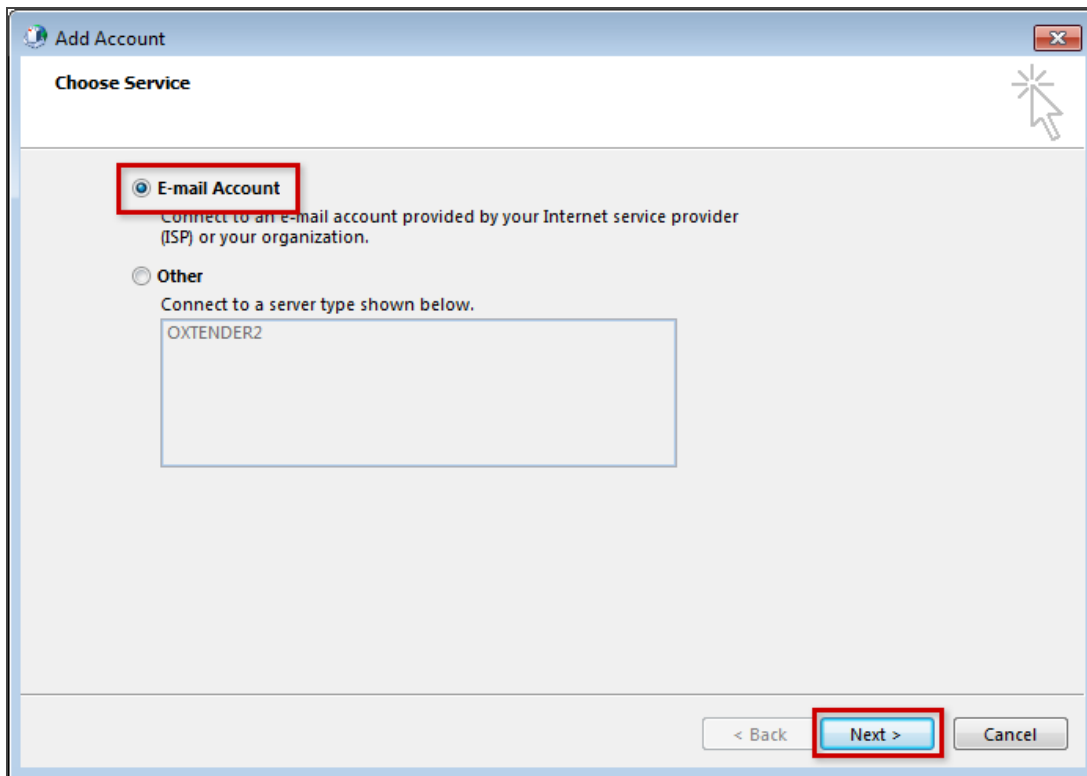 Add Account
Choose Service
E-mail Account
Connect to an e-mail account provided by your Internet service provider
(ISP) or your organization.
Other
Connect to a server type shown below.
OXTENDER2
< Back Next > Cancel